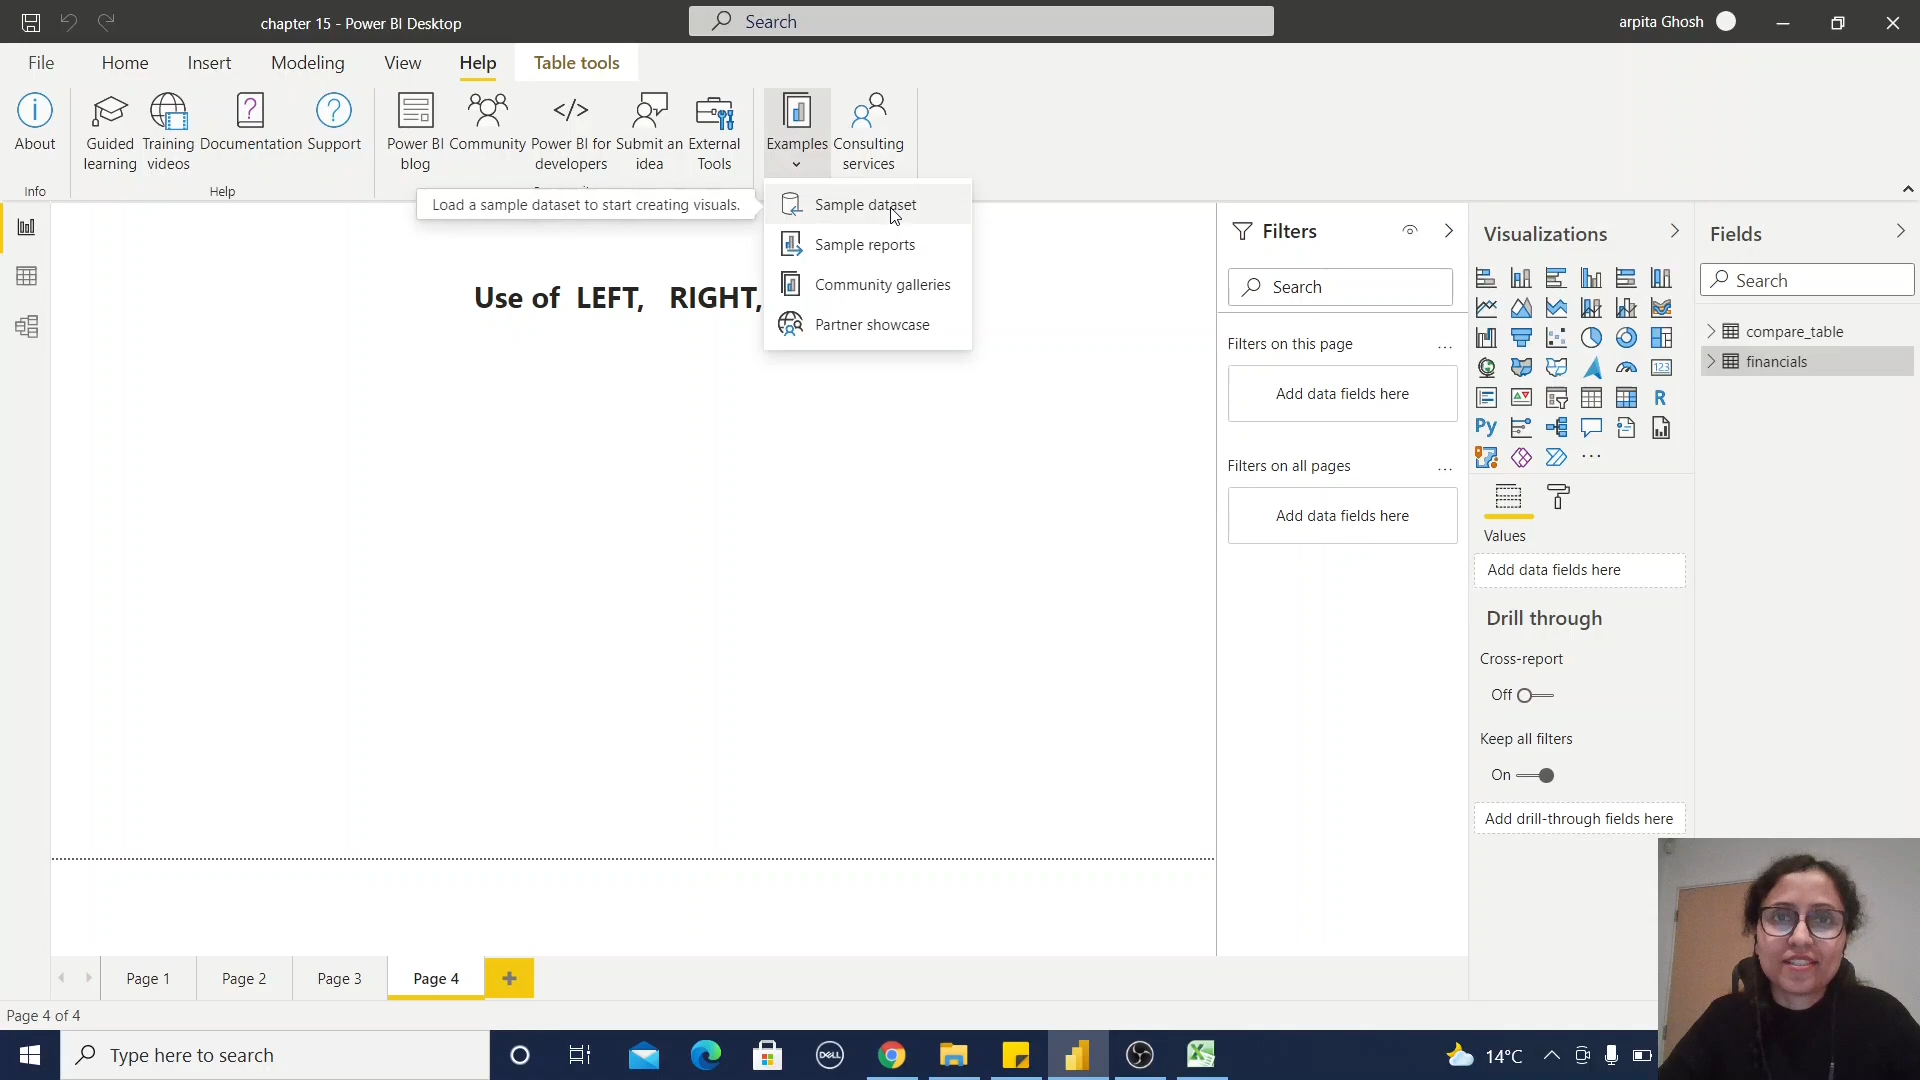 chapter 15 - Power BI Desktop
Search
arpita Ghosh
File
Home
Insert
Modeling
View
Help
Table tools
About
Guided learning
Training videos
Documentation
Support
Power BI blog
Community
Power BI for developers
Submit an idea
External Tools
Examples
Consulting services
Info
Help
Load a sample dataset to start creating visuals.
Sample dataset
Sample reports
Community galleries
Partner showcase
Use of LEFT, RIGHT,
Filters
Search
Filters on this page
...
Add data fields here
Filters on all pages
...
Add data fields here
Visualizations
123
R
Py
...
Values
Add data fields here
Drill through
Cross-report
Off
Keep all filters
On
Add drill-through fields here
Fields
Search
compare_table
financials
Page 1
Page 2
Page 3
Page 4
+
Page 4 of 4
Type here to search
DELL
14°C